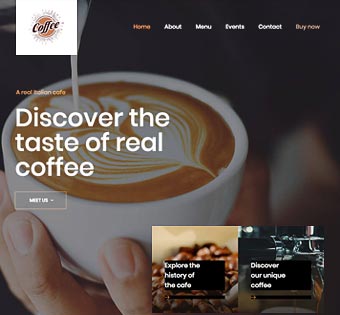 Coffee
Home About Menu Events Contact Buy now
A real Italian cafe
Discover the
taste of real
coffee
MEET US
Explore the
history of
the cafe
Discover
our unique
coffee